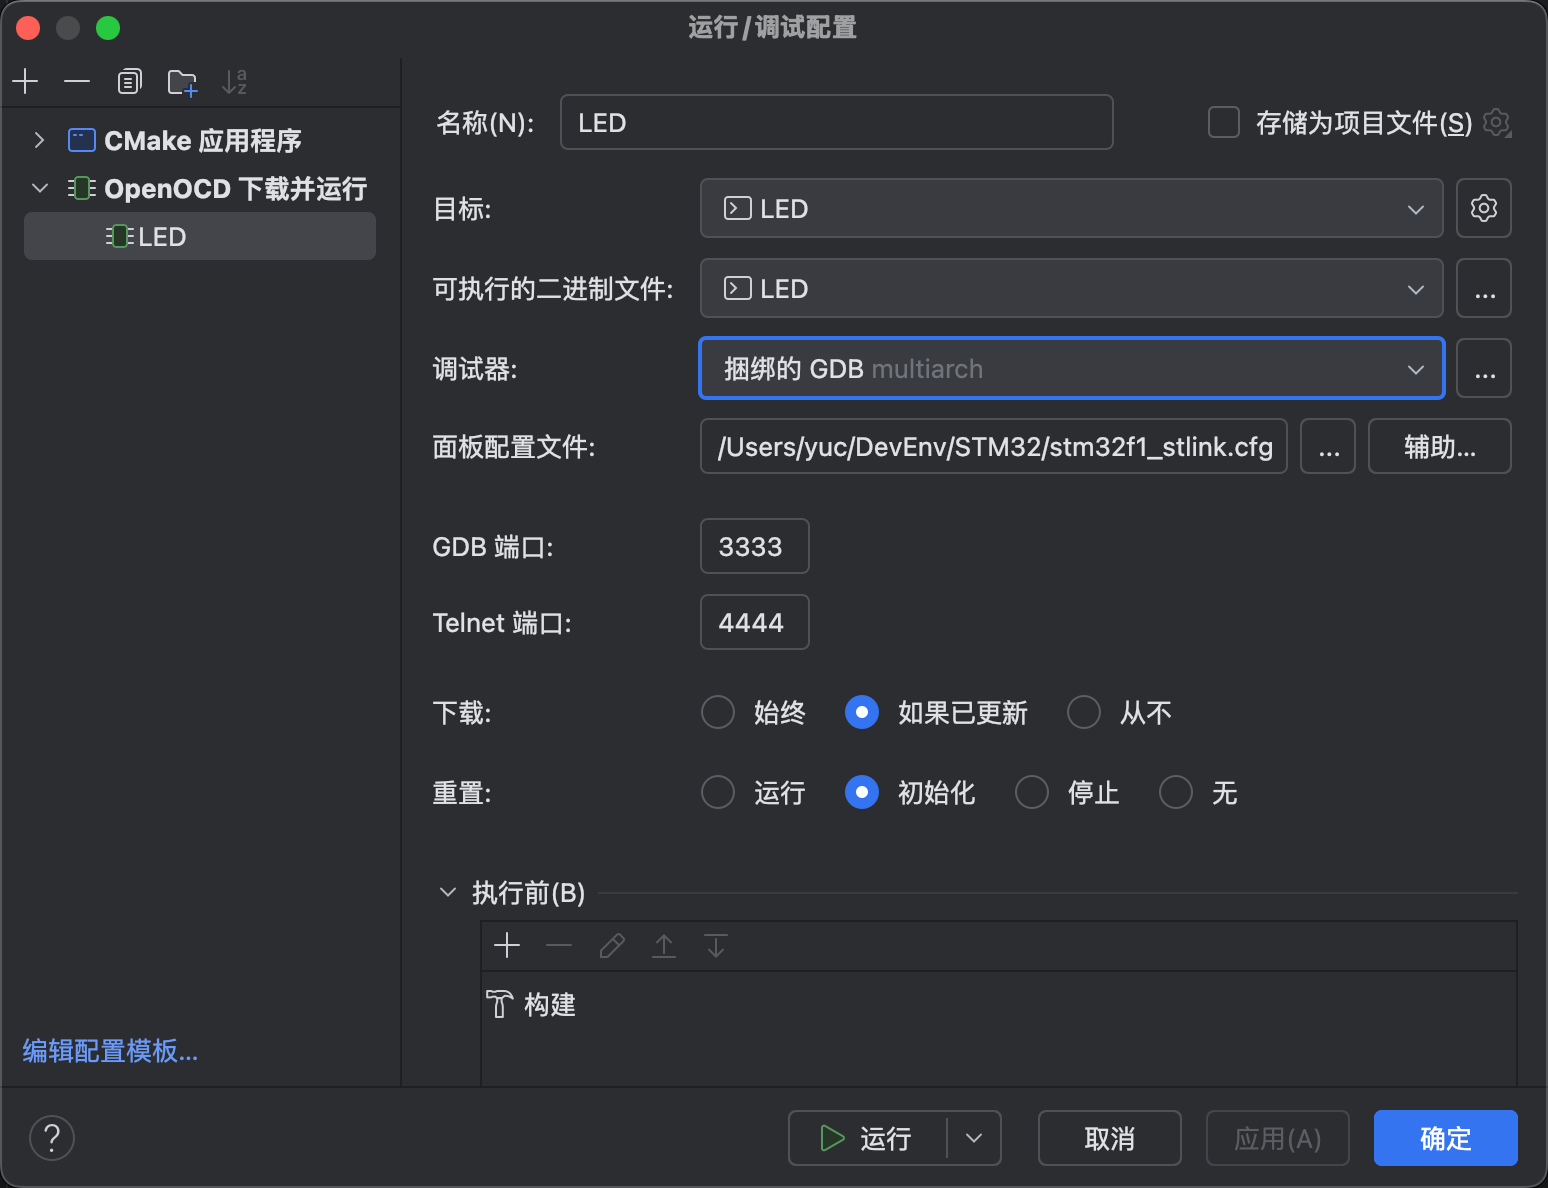 运行/调试配置
CMake 应用程序
OpenOCD 下载并运行
LED
编辑配置模板...
名称(N): LED 存储为项目文件(S)
目标: LED
可执行的二进制文件: LED ...
调试器: 捆绑的 GDB multiarch ...
面板配置文件: /Users/yuc/DevEnv/STM32/stm32f1_stlink.cfg ... 辅助...
GDB 端口: 3333
Telnet 端口: 4444
下载: 始终 如果已更新 从不
重置: 运行 初始化 停止 无
执行前(B)
构建
? 运行 取消 应用(A) 确定